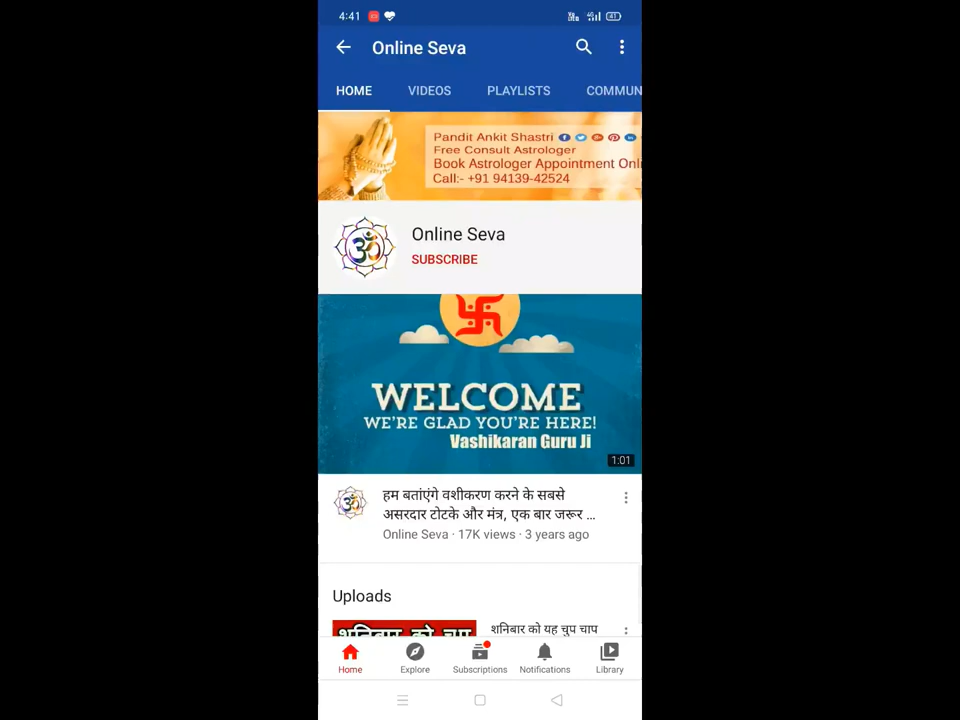 4:41
Online Seva
HOME VIDEOS PLAYLISTS COMMUN
Pandit Ankit Shastri
Free Consult Astrologer
Book Astrologer Appointment Onli
Call:- +91 94139-42524
Online Seva
SUBSCRIBE
WELCOME
WE'RE GLAD YOU'RE HERE!
Vashikaran Guru Ji
1:01
हम बताएंगे वशीकरण करने के सबसे
असरदार टोटके और मंत्र, एक बार जरूर ...
Online Seva · 17K views · 3 years ago
Uploads
शनिबार को चुप
शनिबार को यह चुप चाप
Home Explore Subscriptions Notifications Library